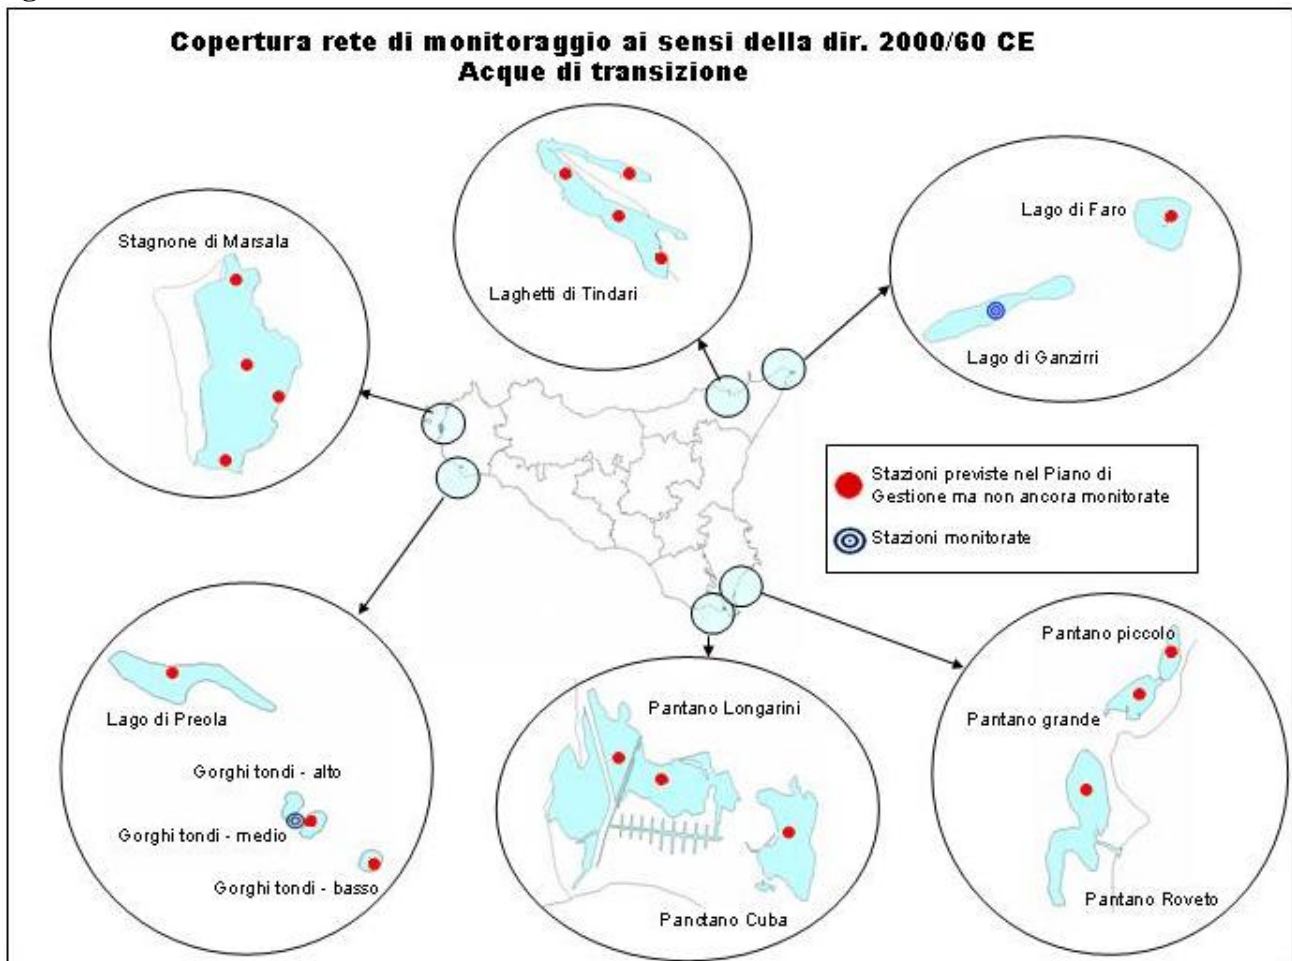 Copertura rete di monitoraggio ai sensi della dir. 2000/60 CE
Acque di transizione
Stagnone di Marsala
Laghetti di Tindari
Lago di Faro
Lago di Ganzirri
Stazioni previste nel Piano di
Gestione ma non ancora monitorate
Stazioni monitorate
Lago di Preola
Gorghi tondi - alto
Gorghi tondi - medio
Gorghi tondi - basso
Pantano Longarini
Panotano Cuba
Pantano piccolo
Pantano grande
Pantano Roveto